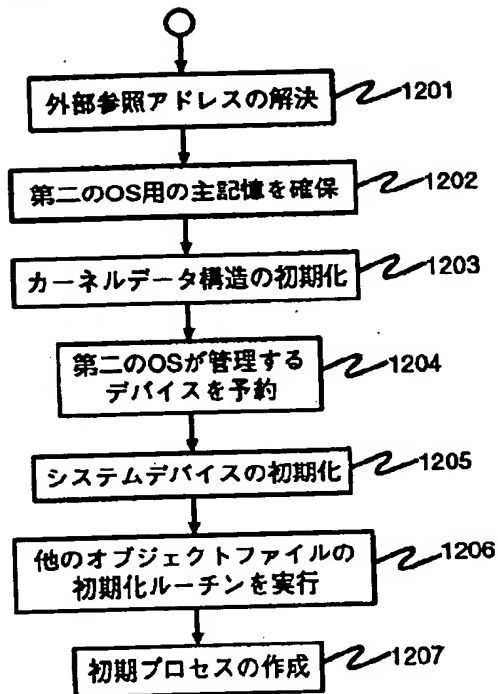 外部参照アドレスの解決
1201
第二のOS用の主記憶を確保
1202
カーネルデータ構造の初期化
1203
第二のOSが管理する
デバイスを予約
1204
システムデバイスの初期化
1205
他のオブジェクトファイルの
初期化ルーチンを実行
1206
初期プロセスの作成
1207